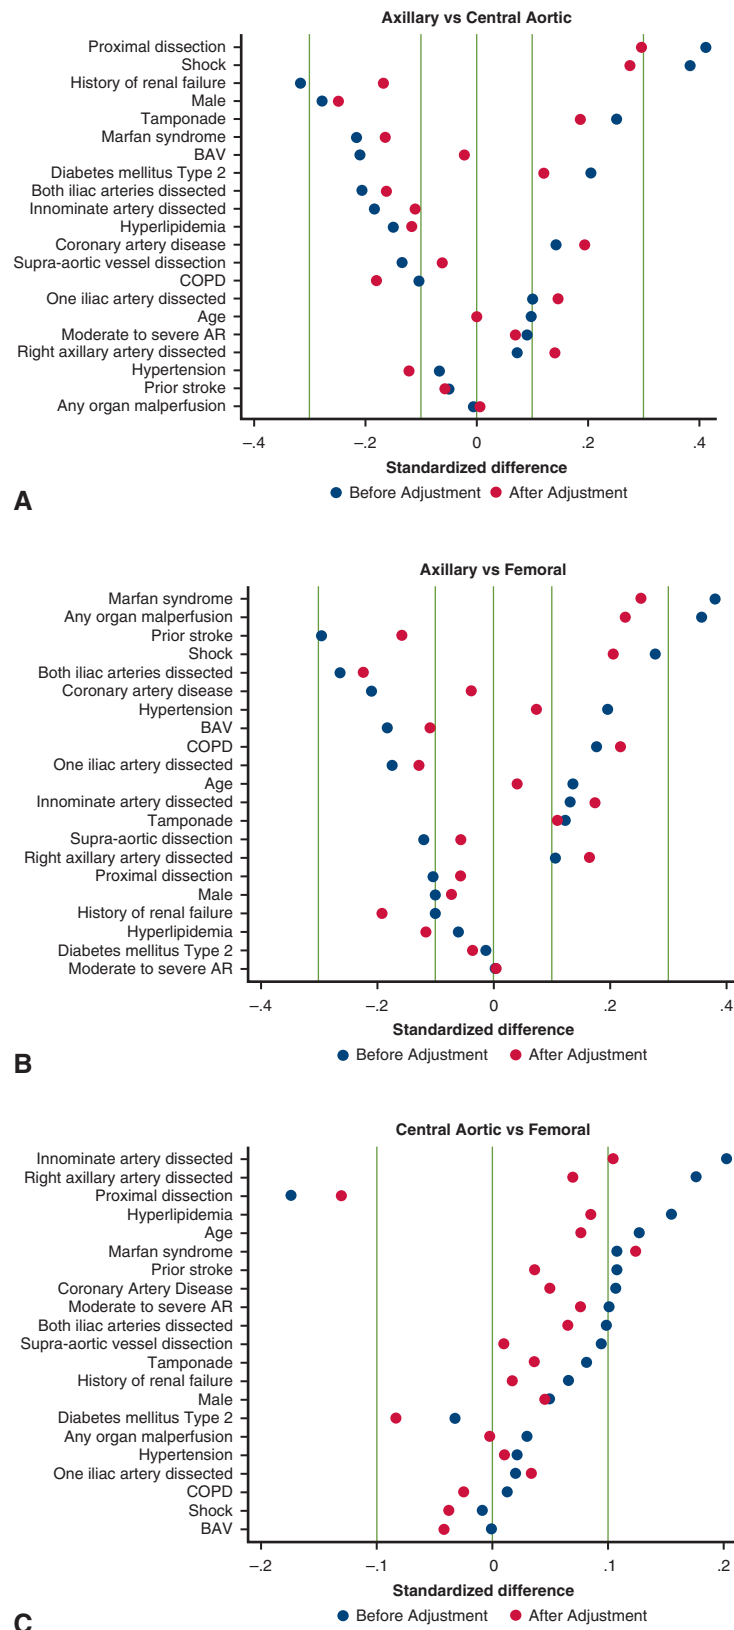 Axillary vs Central Aortic
Proximal dissection
Shock
History of renal failure
Male
Tamponade
Marfan syndrome
BAV
Diabetes mellitus Type 2
Both iliac arteries dissected
Innominate artery dissected
Hyperlipidemia
Coronary artery disease
Supra-aortic vessel dissection
COPD
One iliac artery dissected
Age
Moderate to severe AR
Right axillary artery dissected
Hypertension
Prior stroke
Any organ malperfusion
–.4 –.2 0 .2 .4
Standardized difference
Before Adjustment After Adjustment
A
Axillary vs Femoral
Marfan syndrome
Any organ malperfusion
Prior stroke
Shock
Both iliac arteries dissected
Coronary artery disease
Hypertension
BAV
COPD
One iliac artery dissected
Age
Innominate artery dissected
Tamponade
Supra-aortic dissection
Right axillary artery dissected
Proximal dissection
Male
History of renal failure
Hyperlipidemia
Diabetes mellitus Type 2
Moderate to severe AR
–.4 –.2 0 .2 .4
Standardized difference
Before Adjustment After Adjustment
B
Central Aortic vs Femoral
Innominate artery dissected
Right axillary artery dissected
Proximal dissection
Hyperlipidemia
Age
Marfan syndrome
Prior stroke
Coronary Artery Disease
Moderate to severe AR
Both iliac arteries dissected
Supra-aortic vessel dissection
Tamponade
History of renal failure
Male
Diabetes mellitus Type 2
Any organ malperfusion
Hypertension
One iliac artery dissected
COPD
Shock
BAV
–.2 –.1 0 .1 .2
Standardized difference
Before Adjustment After Adjustment
C